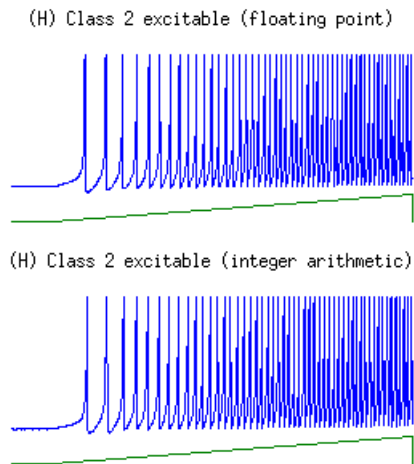 (H) Class 2 excitable (floating point)
(H) Class 2 excitable (integer arithmetic)